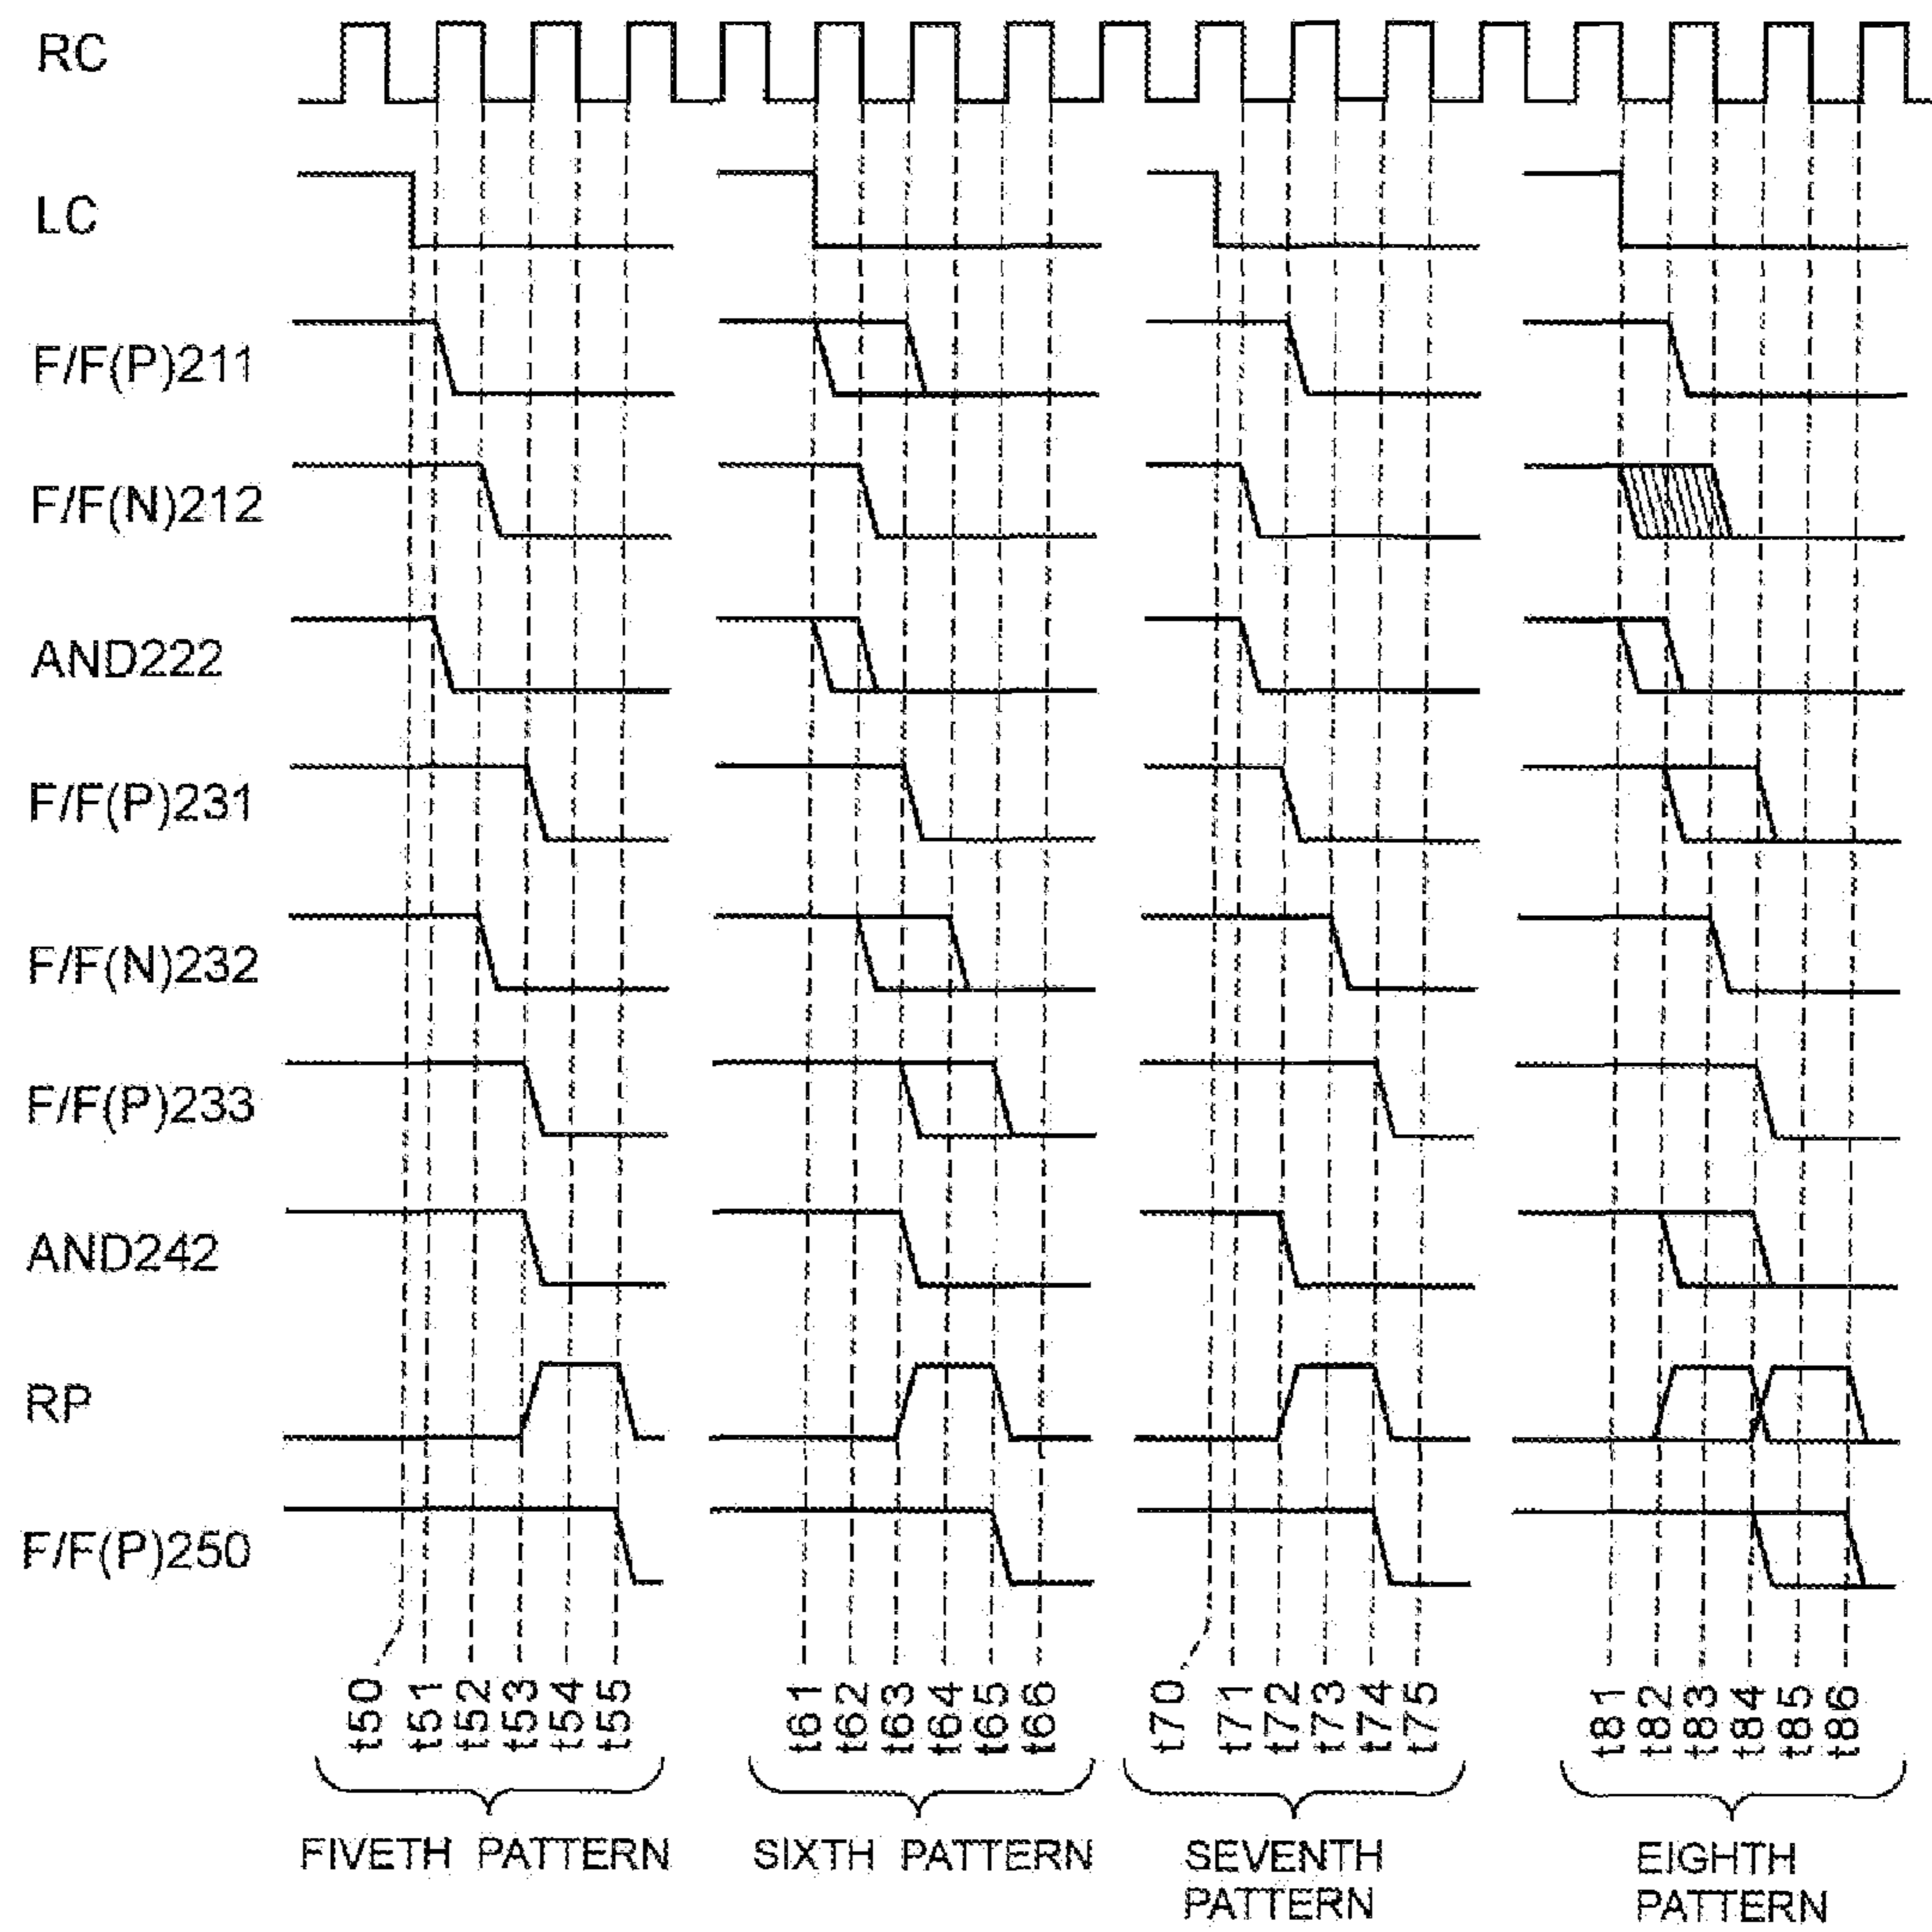 RC
LC
F/F(P)211
F/F(N)212
AND222
F/F(P)231
F/F(N)232
F/F(P)233
AND242
RP
F/F(P)250
t50 t51 t52 t53 t54 t55 t61 t62 t63 t64 t65 t66 t70 t71 t72 t73 t74 t75 t81 t82 t83 t84 t85 t86
FIVETH PATTERN
SIXTH PATTERN
SEVENTH
PATTERN
EIGHTH
PATTERN